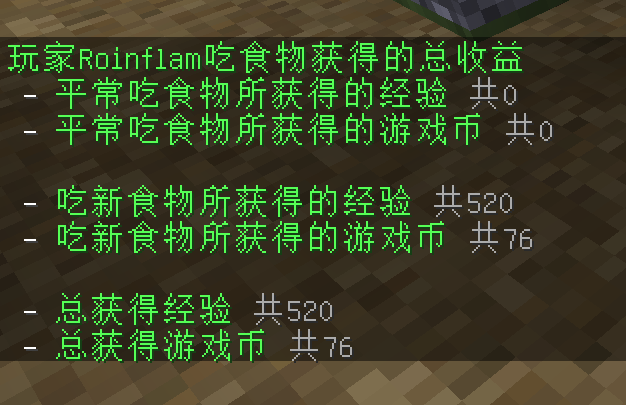 玩家Roinflam吃食物获得的总收益
- 平常吃食物所获得的经验 共0
- 平常吃食物所获得的游戏币 共0
- 吃新食物所获得的经验 共520
- 吃新食物所获得的游戏币 共76
- 总获得经验 共520
- 总获得游戏币 共76